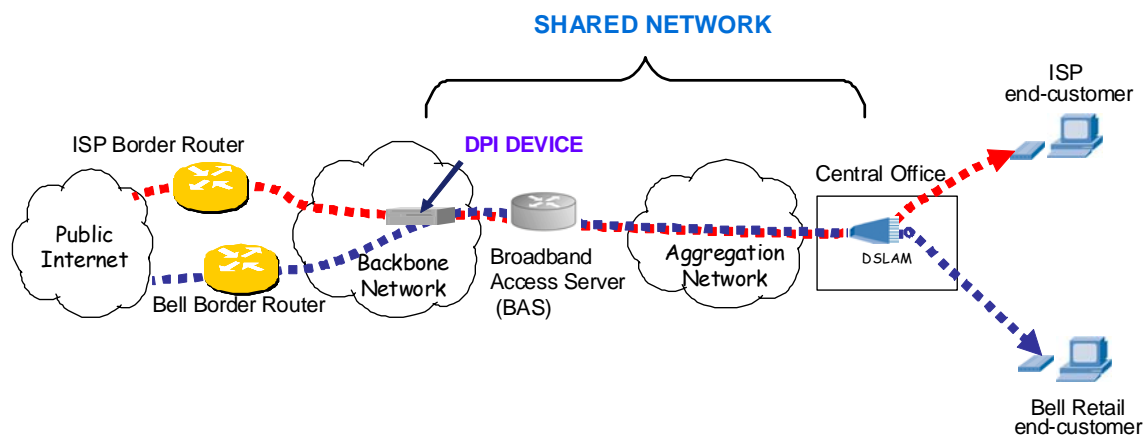 SHARED NETWORK
ISP
end-customer
ISP Border Router
DPI DEVICE
Central Office
Public
Internet
Backbone
Network
Broadband
Access Server
(BAS)
Aggregation
Network
DSLAM
Bell Border Router
Bell Retail
end-customer